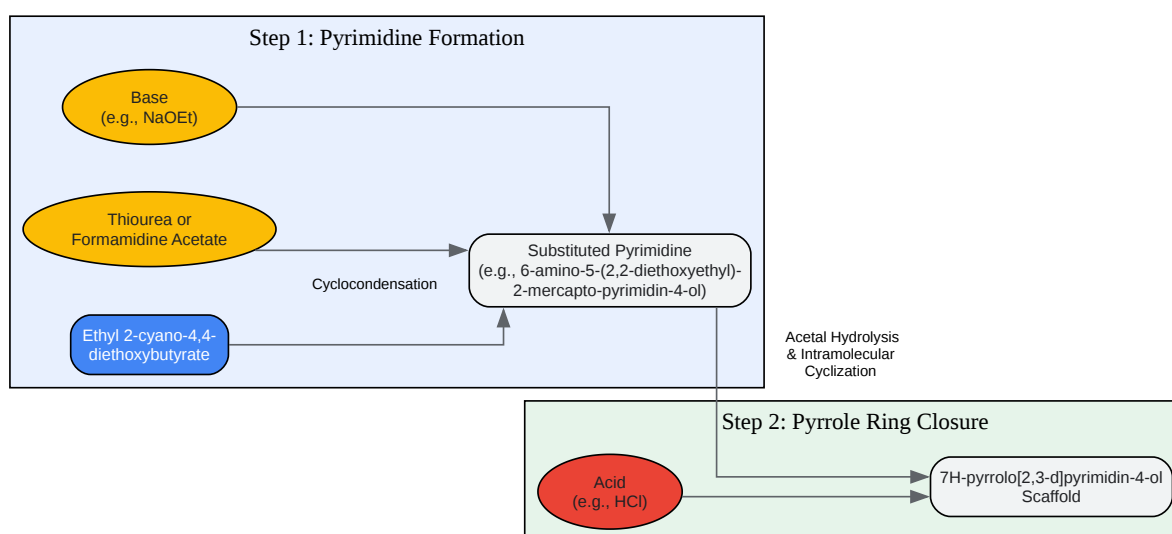 Step 1: Pyrimidine Formation
Base
(e.g., NaOEt)
Thiourea or
Formamidine Acetate
Cyclocondensation
Substituted Pyrimidine
(e.g., 6-amino-5-(2,2-diethoxyethyl)-
2-mercapto-pyrimidin-4-ol)
Ethyl 2-cyano-4,4-
diethoxybutyrate
Acetal Hydrolysis
& Intramolecular
Cyclization
Step 2: Pyrrole Ring Closure
Acid
(e.g., HCl)
7H-pyrrolo[2,3-d]pyrimidin-4-ol
Scaffold